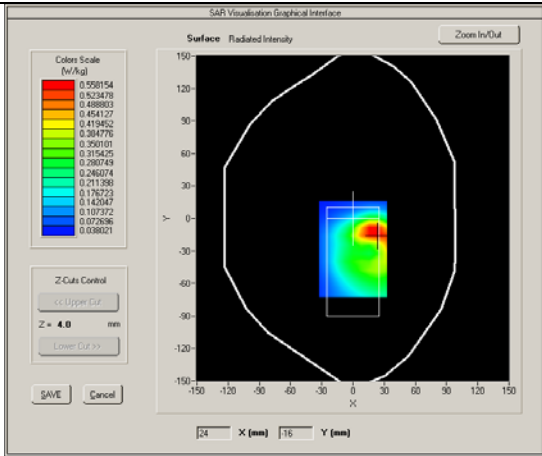 SAR Visualisation Graphical Interface
Surface Radiated Intensity
Zoom In/Out
Colors Scale
(W/kg)
0.558154
0.523478
0.488803
0.454127
0.419452
0.384776
0.350101
0.315425
0.280749
0.246074
0.211398
0.176723
0.142047
0.107372
0.072696
0.038021
Z-Cuts Control
<< Upper Cut
Z = 4.0 mm
Lower Cut >>
SAVE Cancel
150
120
90
60
30
0
-30
-60
-90
-120
-150
Y
-150 -120 -90 -60 -30 0 30 60 90 120 150
X
24 X (mm) -16 Y (mm)